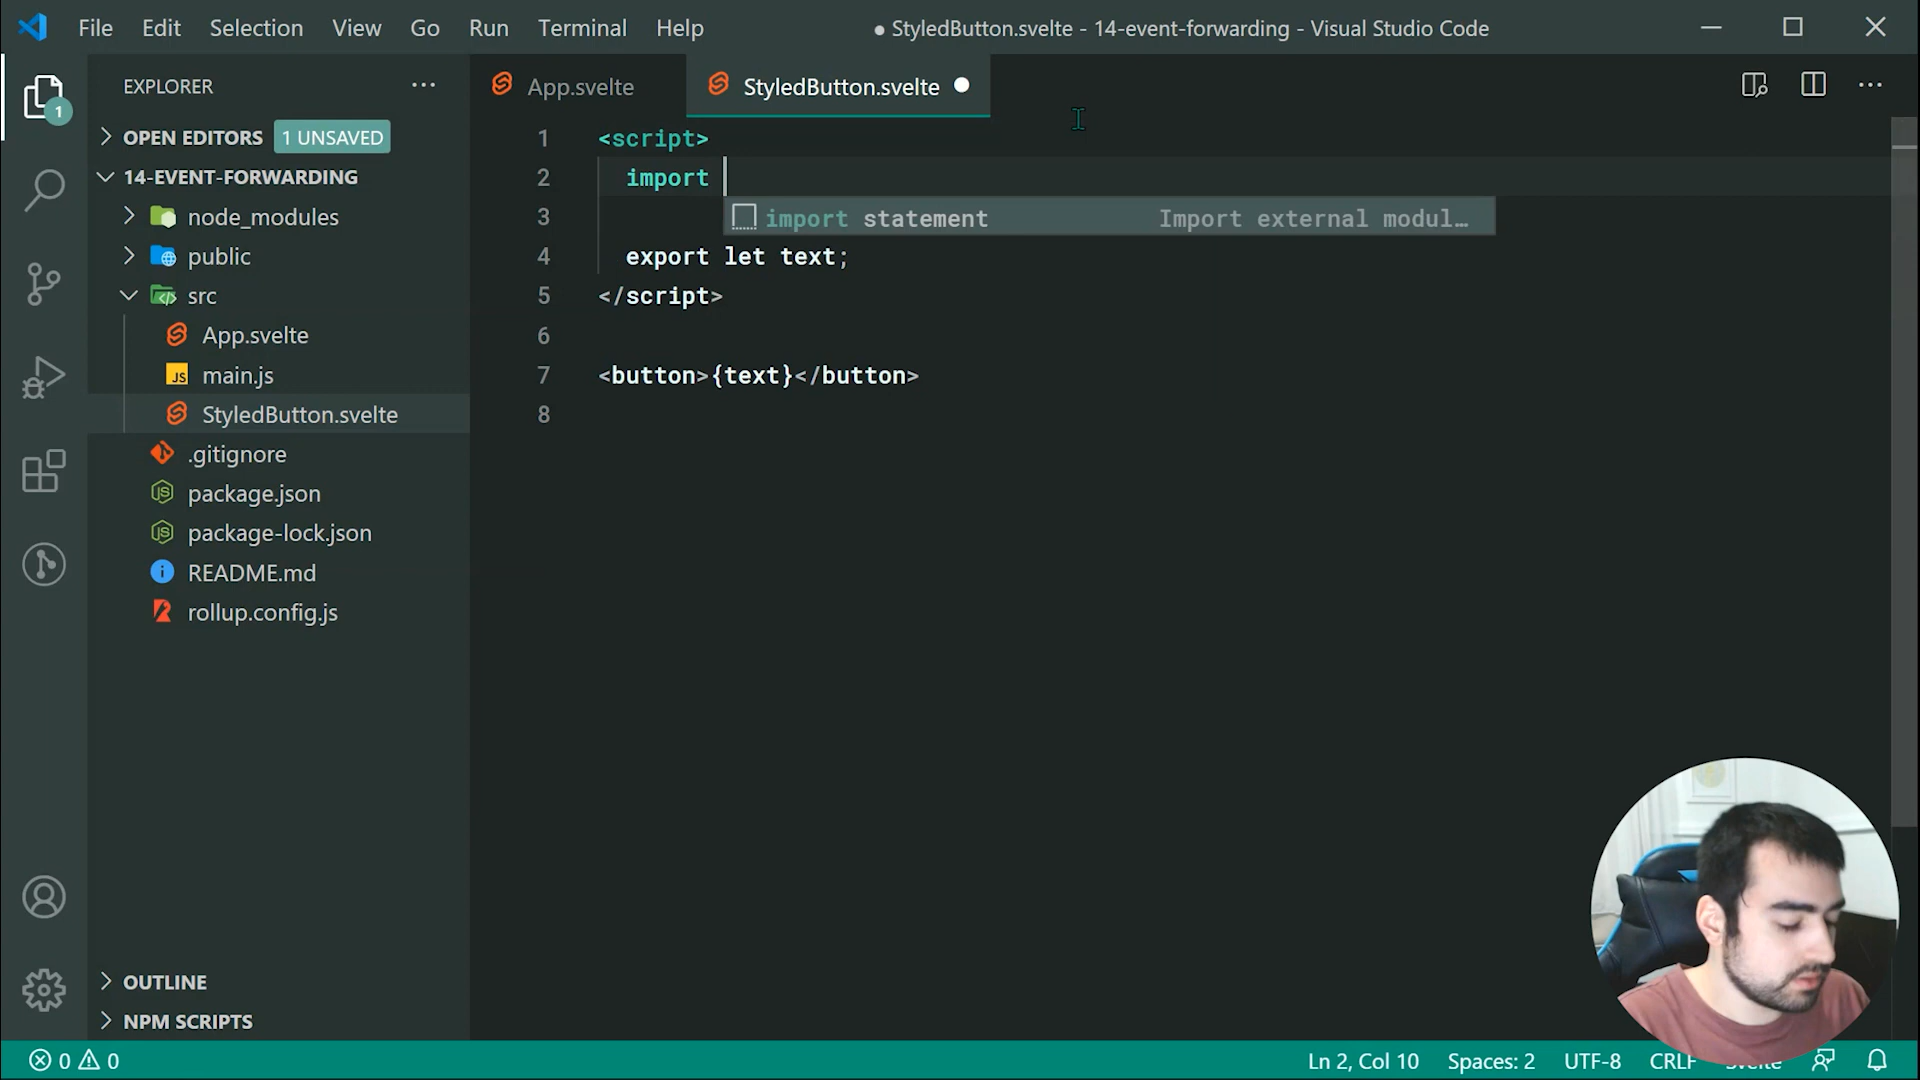 File Edit Selection View Go Run Terminal Help
● StyledButton.svelte - 14-event-forwarding - Visual Studio Code
EXPLORER
1
OPEN EDITORS 1 UNSAVED
14-EVENT-FORWARDING
node_modules
public
src
App.svelte
main.js
StyledButton.svelte
.gitignore
package.json
package-lock.json
README.md
rollup.config.js
OUTLINE
NPM SCRIPTS
App.svelte
StyledButton.svelte
1 <script>
2 import
import statement Import external modul…
3
4 export let text;
5 </script>
6
7 <button>{text}</button>
8
0 0
Ln 2, Col 10 Spaces: 2 UTF-8 CRLF Svelte